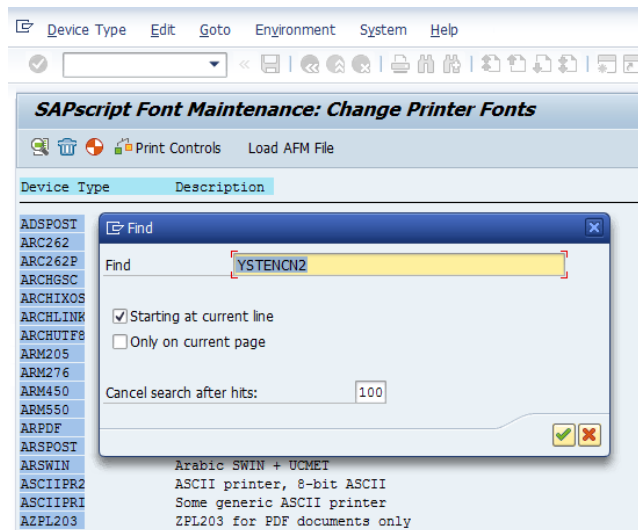 Device Type Edit Goto Environment System Help
SAPscript Font Maintenance: Change Printer Fonts
Print Controls Load AFM File
Device Type Description
ADSPOST
ARC262
ARC262P
ARCHGSC
ARCHIXOS
ARCHLINK
ARCHUTF8
ARM205
ARM276
ARM450
ARM550
ARPDF
ARSPOST
Find
Find YSTENCN2
Starting at current line
Only on current page
Cancel search after hits: 100
ARSWIN Arabic SWIN + UCMET
ASCIIPR2 ASCII printer, 8-bit ASCII
ASCIIPRI Some generic ASCII printer
AZPL203 ZPL203 for PDF documents only